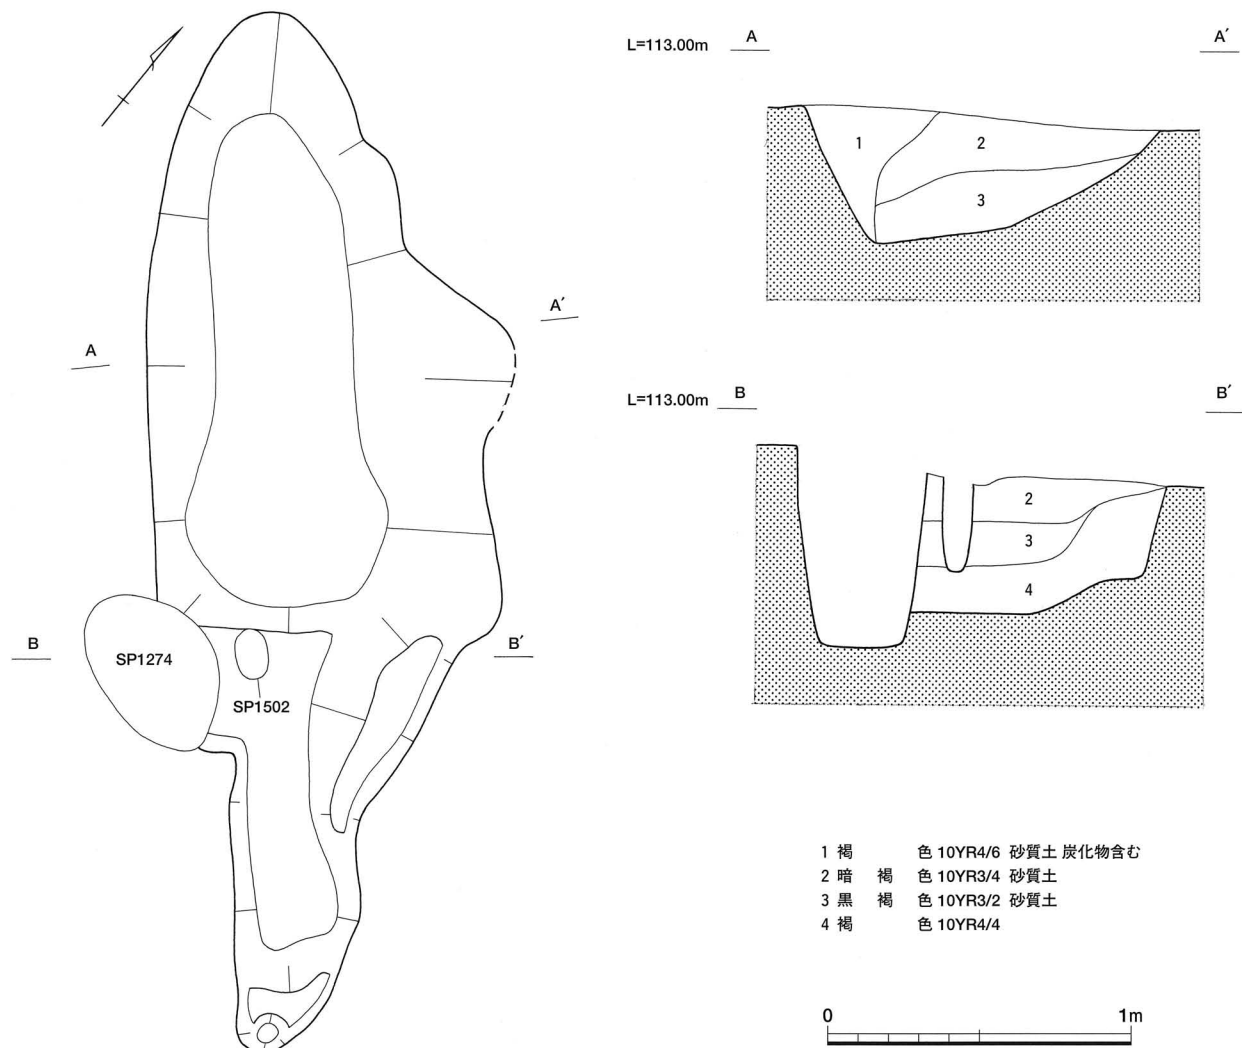 A
A′
B
B′
SP1274
SP1502
L=113.00m
A
A′
1
2
3
L=113.00m
B
B′
2
3
4
1 褐 色 10YR4/6 砂質土 炭化物含む
2 暗 褐 色 10YR3/4 砂質土
3 黒 褐 色 10YR3/2 砂質土
4 褐 色 10YR4/4
0 1m